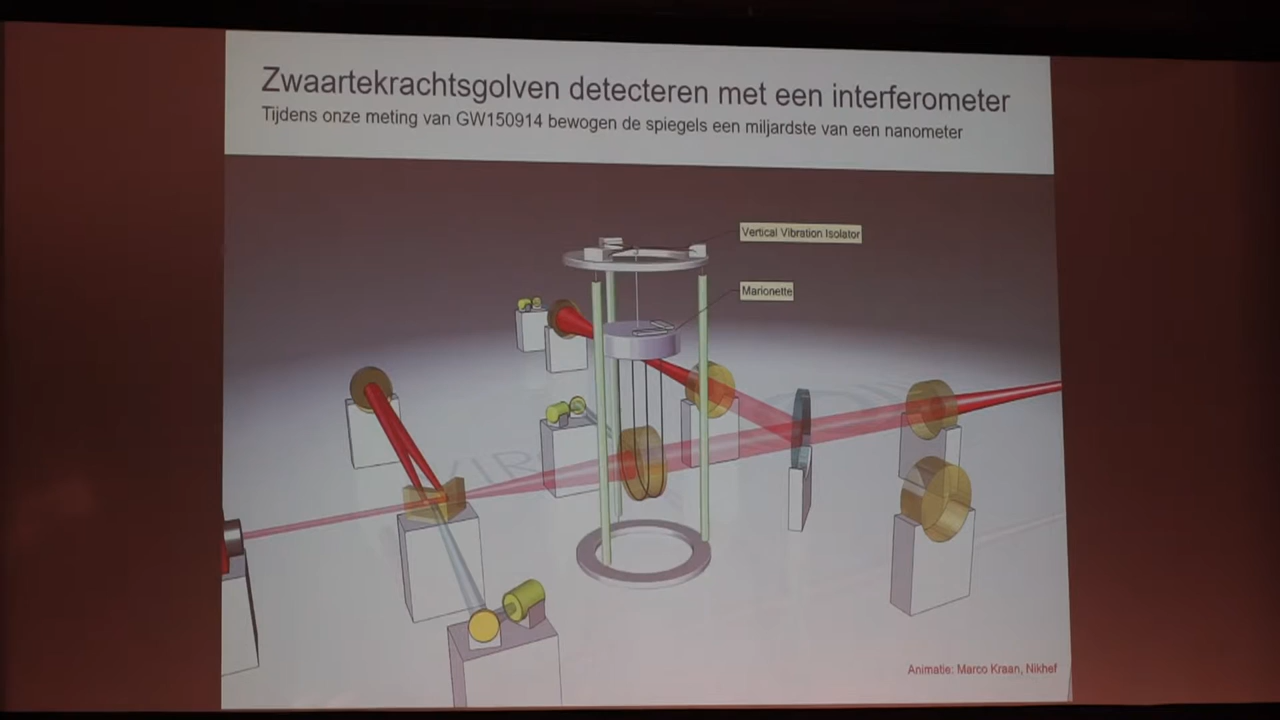 Zwaartekrachtsgolven detecteren met een interferometer
Tijdens onze meting van GW150914 bewogen de spiegels een miljardste van een nanometer
Vertical Vibration Isolator
Marionette
Animatie: Marco Kraan, Nikhef